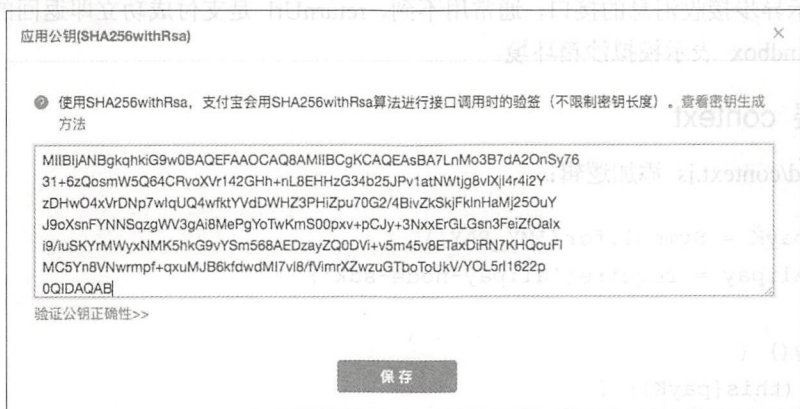 应用公钥(SHA256withRsa)
使用SHA256withRsa，支付宝会用SHA256withRsa算法进行接口调用时的验签（不限制密钥长度）。查看密钥生成
方法
MIIBIjANBgkqhkiG9w0BAQEFAAOCAQ8AMIIBCgKCAQEAsBA7LnMo3B7dA2OnSy76
31+6zQosmW5Q64CRvoXVr142GHh+nL8EHHzG34b25JPv1atNWtjg8vIXjI4r4i2Y
zDHwO4xVrDNp7wIqUQ4wfktYVdDWHZ3PHiZpu70G2/4BivZkSkjFkInHaMj25OuY
J9oXsnFYNNSqzgWV3gAi8MePgYoTwKmS00pxv+pCJy+3NxxErGLGsn3FeiZfOaIx
i9/iuSKYrMWyxNMK5hkG9vYSm568AEDzayZQ0DVi+v5m45v8ETaxDiRN7KHQcuFI
MC5Yn8VNwrmpf+qxuMJB6kfdwdMI7vI8/fVimrXZwzuGTboToUkV/YOL5rI1622p
0QIDAQAB
验证公钥正确性>>
保存